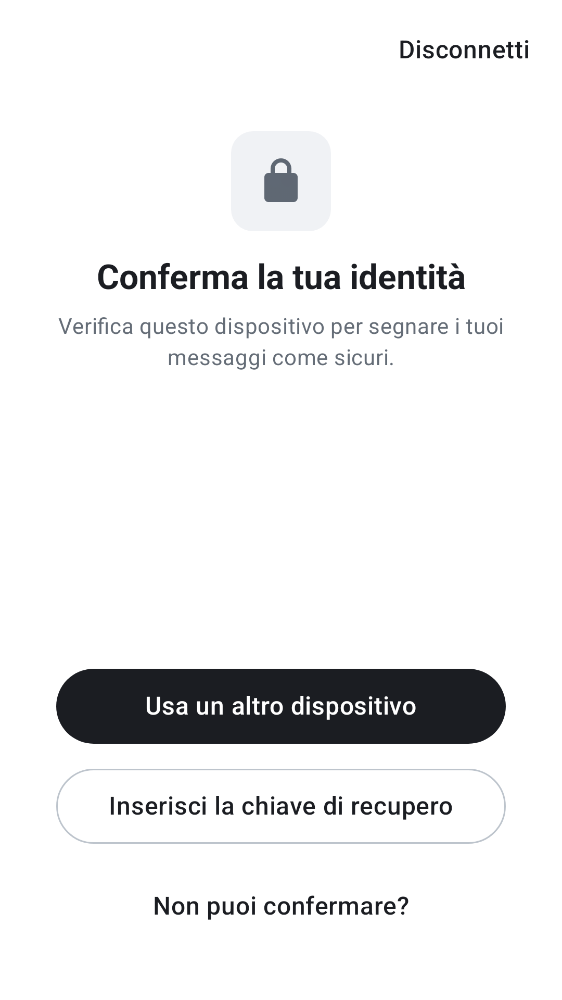 Disconnetti
Conferma la tua identità
Verifica questo dispositivo per segnare i tuoi
messaggi come sicuri.
Usa un altro dispositivo
Inserisci la chiave di recupero
Non puoi confermare?